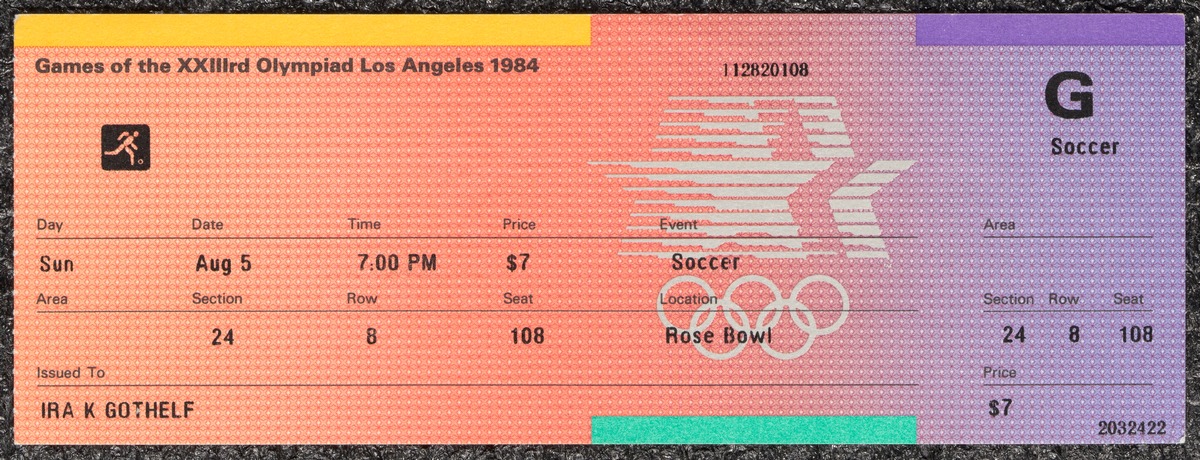 Games of the XXIIIrd Olympiad Los Angeles 1984
112820108
G
Soccer
Day Date Time Price Event Area
Sun Aug 5 7:00 PM $7 Soccer
Area Section Row Seat Location Section Row Seat
24 8 108 Rose Bowl 24 8 108
Issued To Price
IRA K GOTHELF $7
2032422